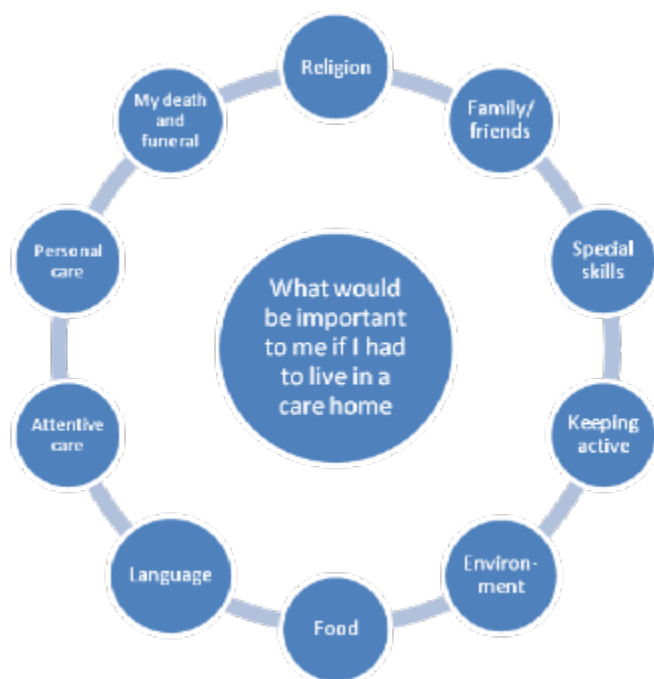 Religion
Family/
friends
Special
skills
Keeping
active
Environ-
ment
Food
Language
Attentive
care
Personal
care
My death
and
funeral
What would
be important
to me if I had
to live in a
care home